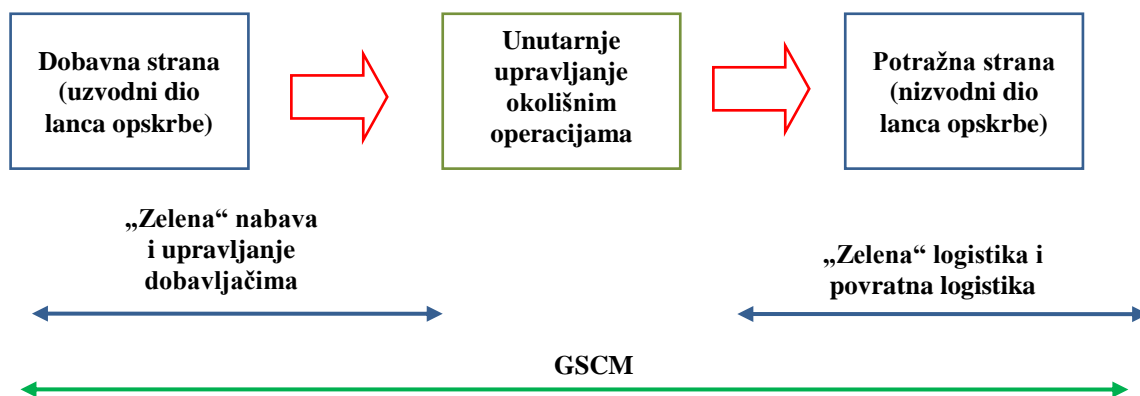 Dobavna strana
(uzvodni dio
lanca opskrbe)
Unutarnje
upravljanje
okolišnim
operacijama
Potražna strana
(nizvodni dio
lanca opskrbe)
„Zelena“ nabava
i upravljanje
dobavljačima
„Zelena“ logistika i
povratna logistika
GSCM